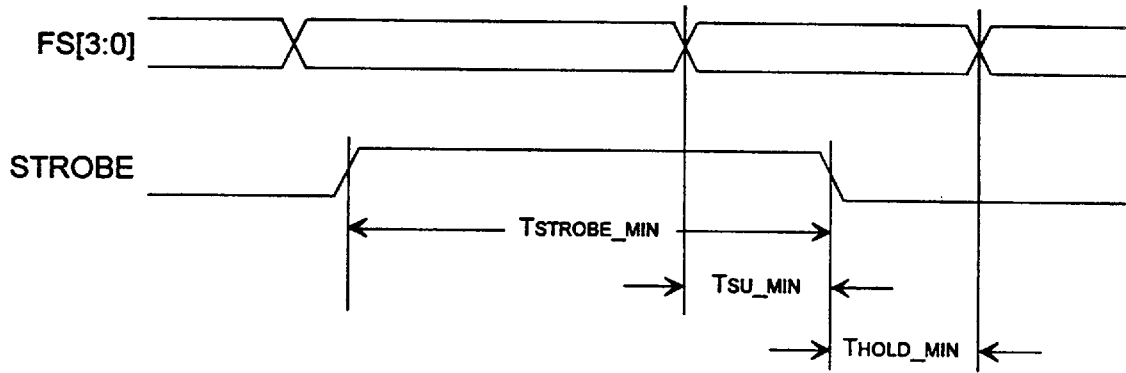 FS[3:0]
STROBE
TSTROBE_MIN
TSU_MIN
THOLD_MIN